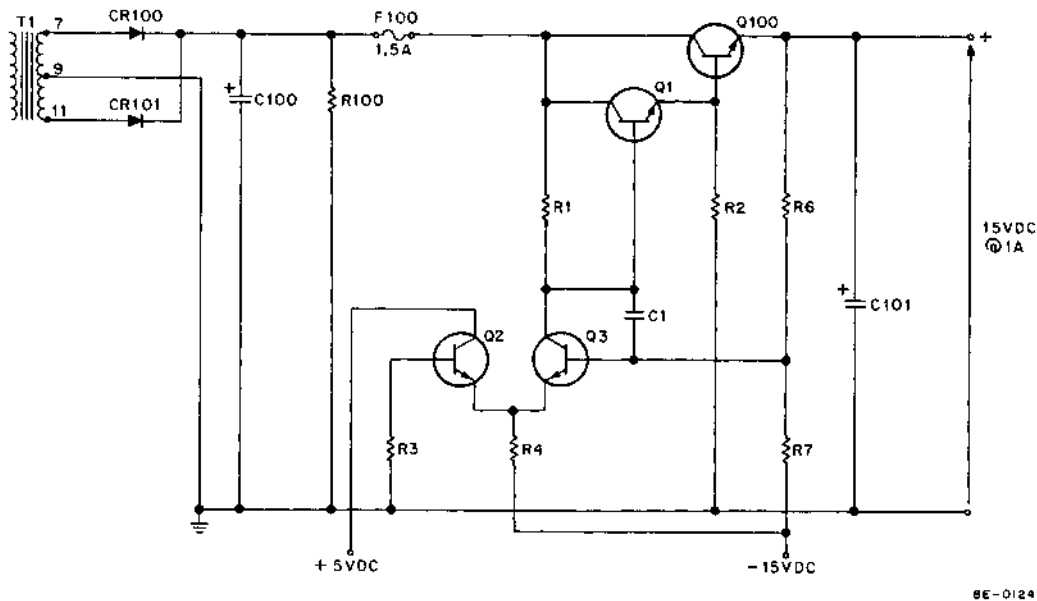 T1
7
CR100
F100
1.5A
Q100
+
9
+
C100
R100
Q1
11
CR101
R1
R2
R6
15VDC
@1A
+
C101
C1
Q2
Q3
R3
R4
R7
+5VDC
-15VDC
BE-0124